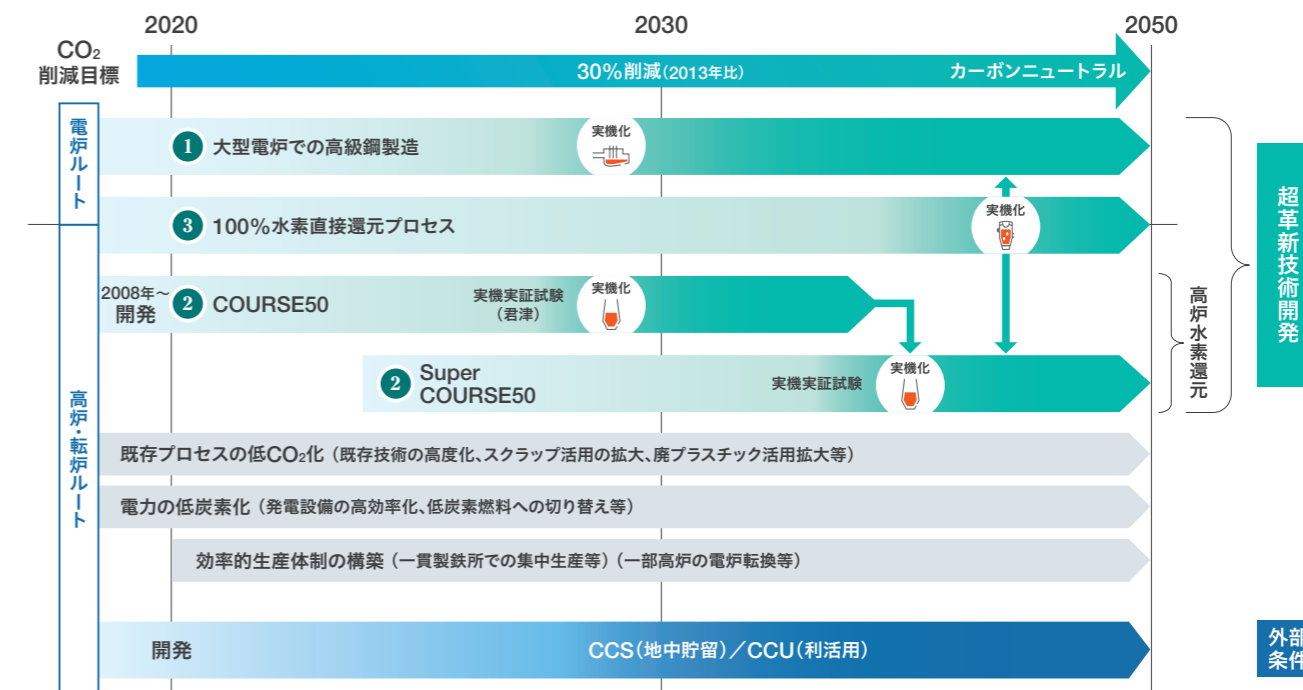 2020
2030
2050
CO₂
削減目標
30%削減(2013年比)
カーボンニュートラル
電炉ルート
1 大型電炉での高級鋼製造
実機化
3 100%水素直接還元プロセス
実機化
2008年〜
開発
2 COURSE50
実機実証試験
(君津)
実機化
2 Super
COURSE50
実機実証試験
実機化
高炉水素還元
超革新技術開発
高炉・転炉ルート
既存プロセスの低CO₂化(既存技術の高度化、スクラップ活用の拡大、廃プラスチック活用拡大等)
電力の低炭素化(発電設備の高効率化、低炭素燃料への切り替え等)
効率的生産体制の構築(一貫製鉄所での集中生産等)(一部高炉の電炉転換等)
開発
CCS(地中貯留)/CCU(利活用)
外部
条件